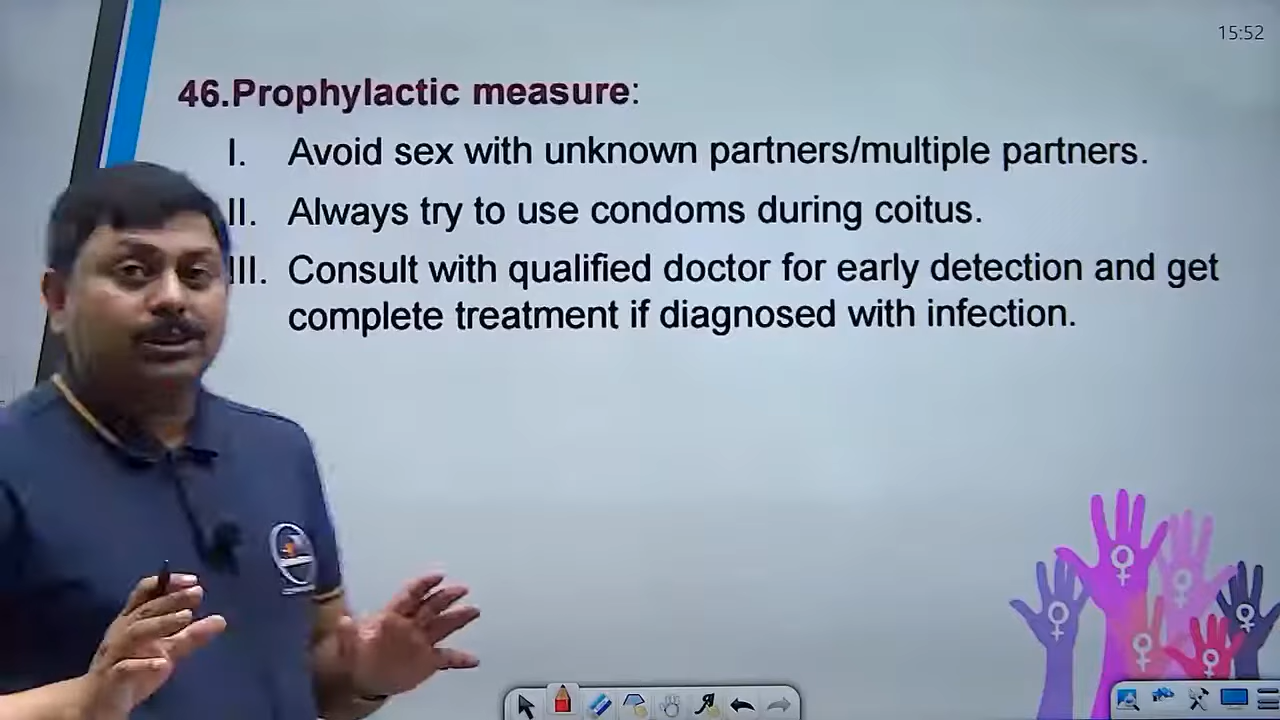 15:52
46.Prophylactic measure:
I. Avoid sex with unknown partners/multiple partners.
II. Always try to use condoms during coitus.
III. Consult with qualified doctor for early detection and get
complete treatment if diagnosed with infection.